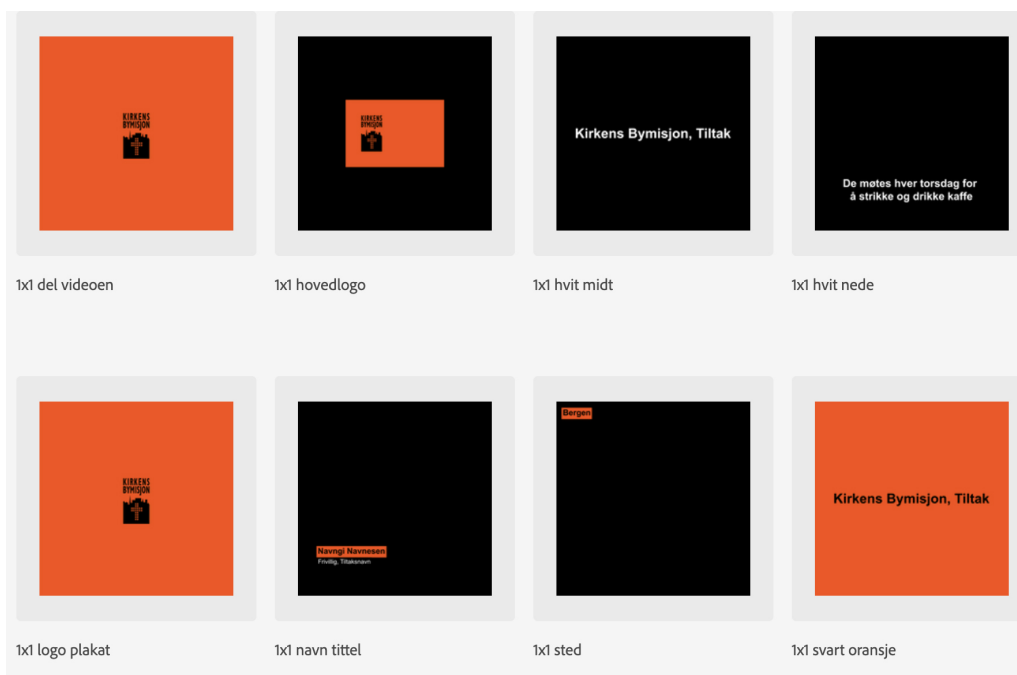 KIRKENS
BYMISJON
KIRKENS
BYMISJON
Kirkens Bymisjon, Tiltak
De møtes hver torsdag for
å strikke og drikke kaffe
1x1 del videoen
1x1 hovedlogo
1x1 hvit midt
1x1 hvit nede
KIRKENS
BYMISJON
Navngi Navnesen
Frivillig, Tiltaksnavn
Bergen
Kirkens Bymisjon, Tiltak
1x1 logo plakat
1x1 navn tittel
1x1 sted
1x1 svart oransje